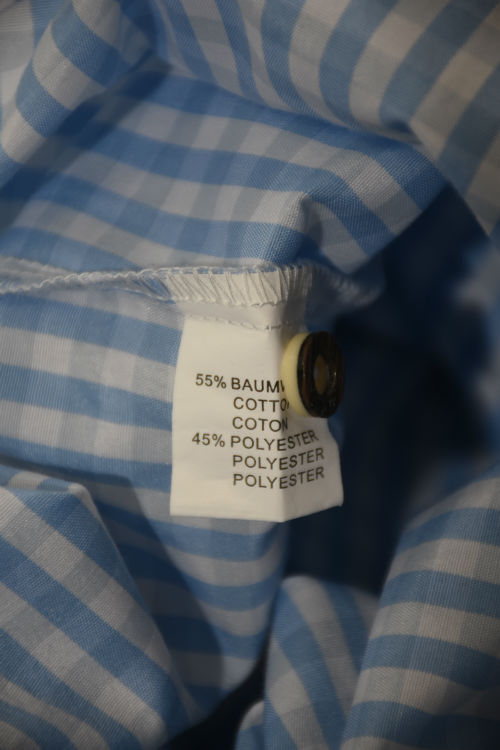 55% BAUMW
COTTO
COTON
45% POLYESTER
POLYESTER
POLYESTER